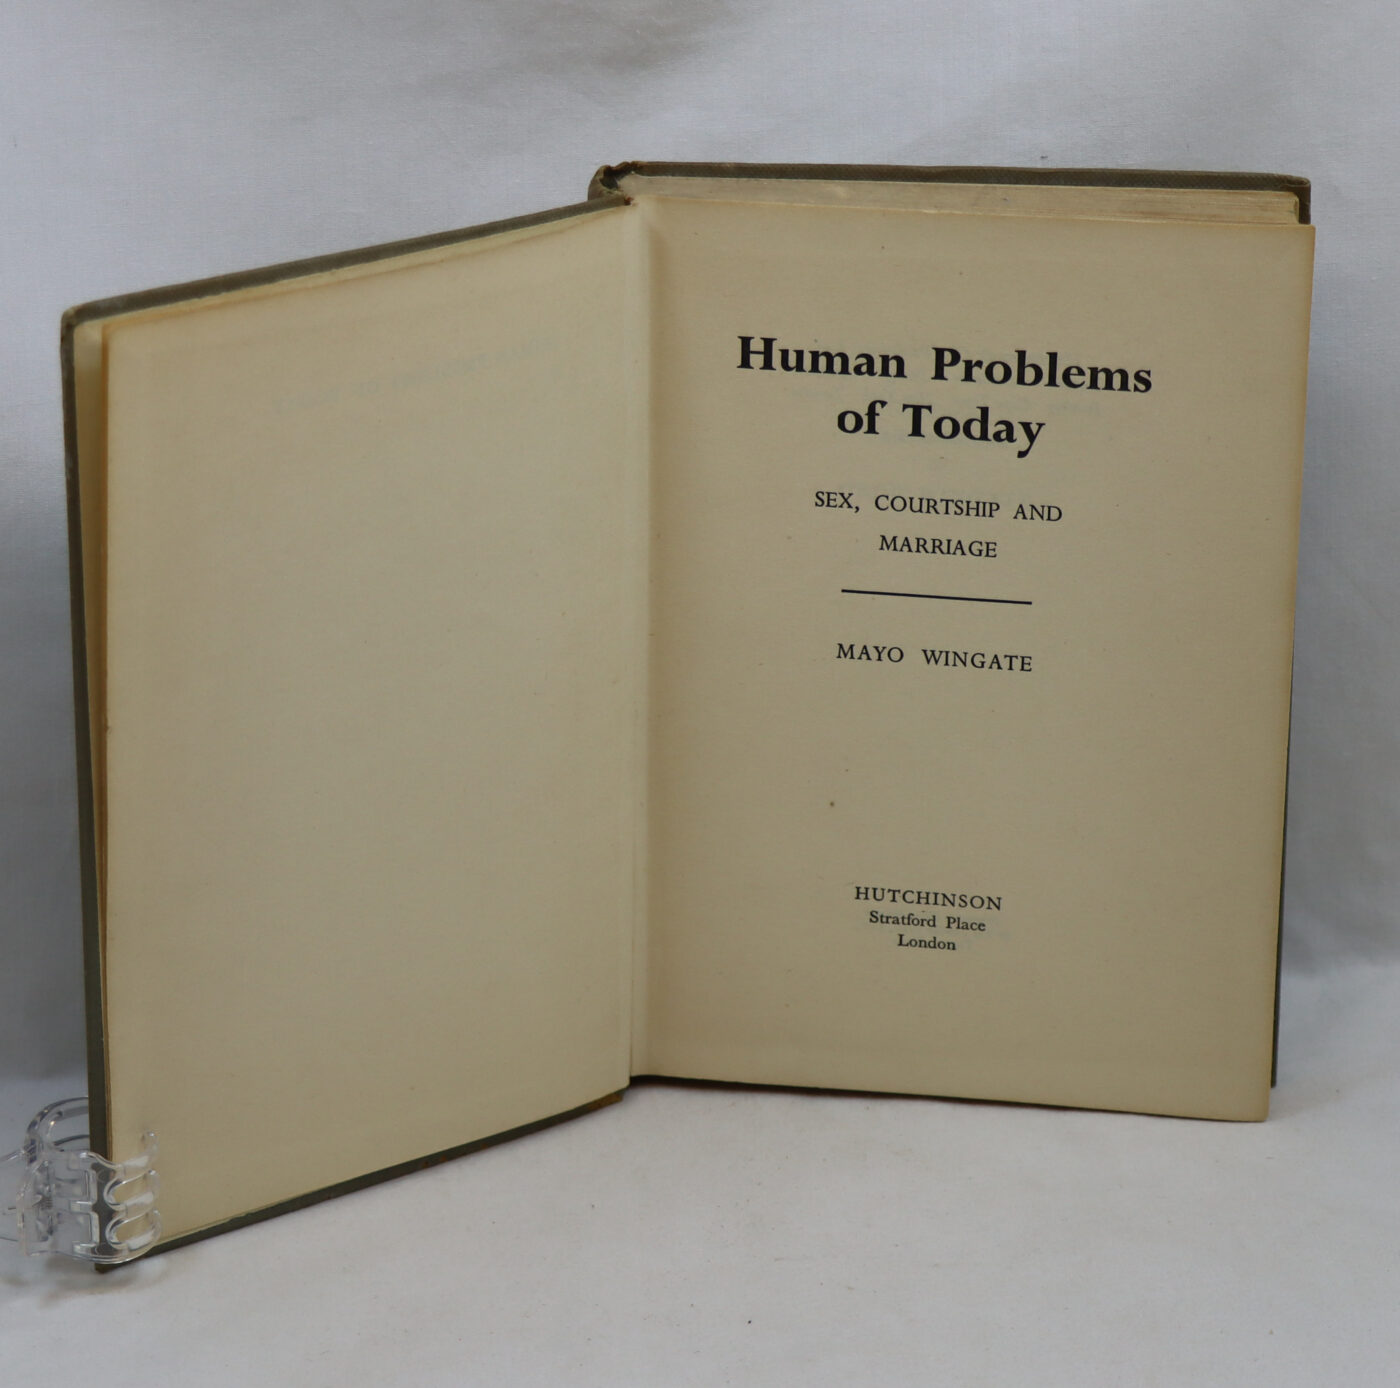 Human Problems
of Today
SEX, COURTSHIP AND
MARRIAGE
MAYO WINGATE
HUTCHINSON
Stratford Place
London